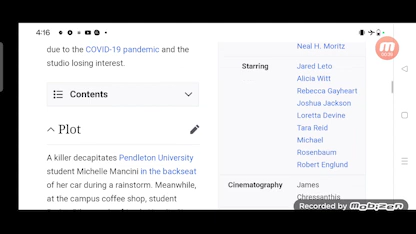 4:16
due to the COVID-19 pandemic and the
studio losing interest.
Contents
Plot
A killer decapitates Pendleton University
student Michelle Mancini in the backseat
of her car during a rainstorm. Meanwhile,
at the campus coffee shop, student
Neal H. Moritz
Starring
Jared Leto
Alicia Witt
Rebecca Gayheart
Joshua Jackson
Loretta Devine
Tara Reid
Michael
Rosenbaum
Robert Englund
Cinematography
James
Chressanthis
Recorded by Mobizen